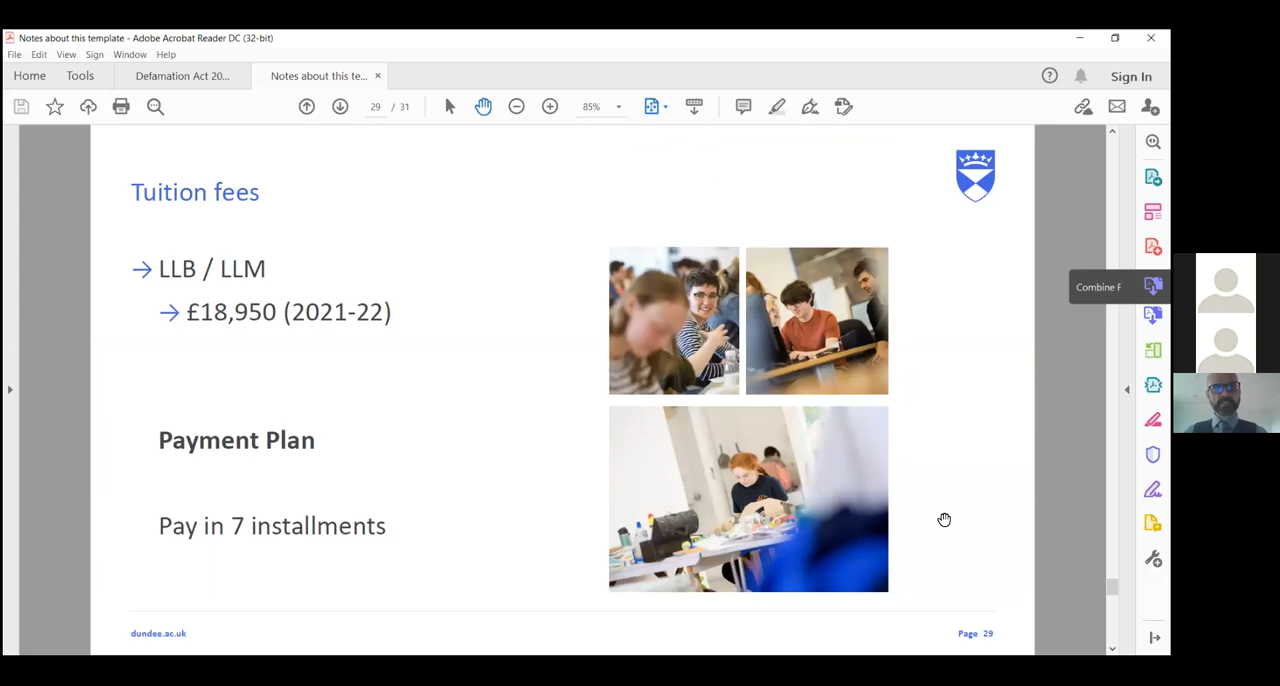 Notes about this template - Adobe Acrobat Reader DC (32-bit)
File Edit View Sign Window Help
Home Tools Defamation Act 20... Notes about this te... × Sign In
29 / 31 85%
Tuition fees
→ LLB / LLM
→ £18,950 (2021-22)
Combine F
Payment Plan
Pay in 7 installments
dundee.ac.uk Page 29